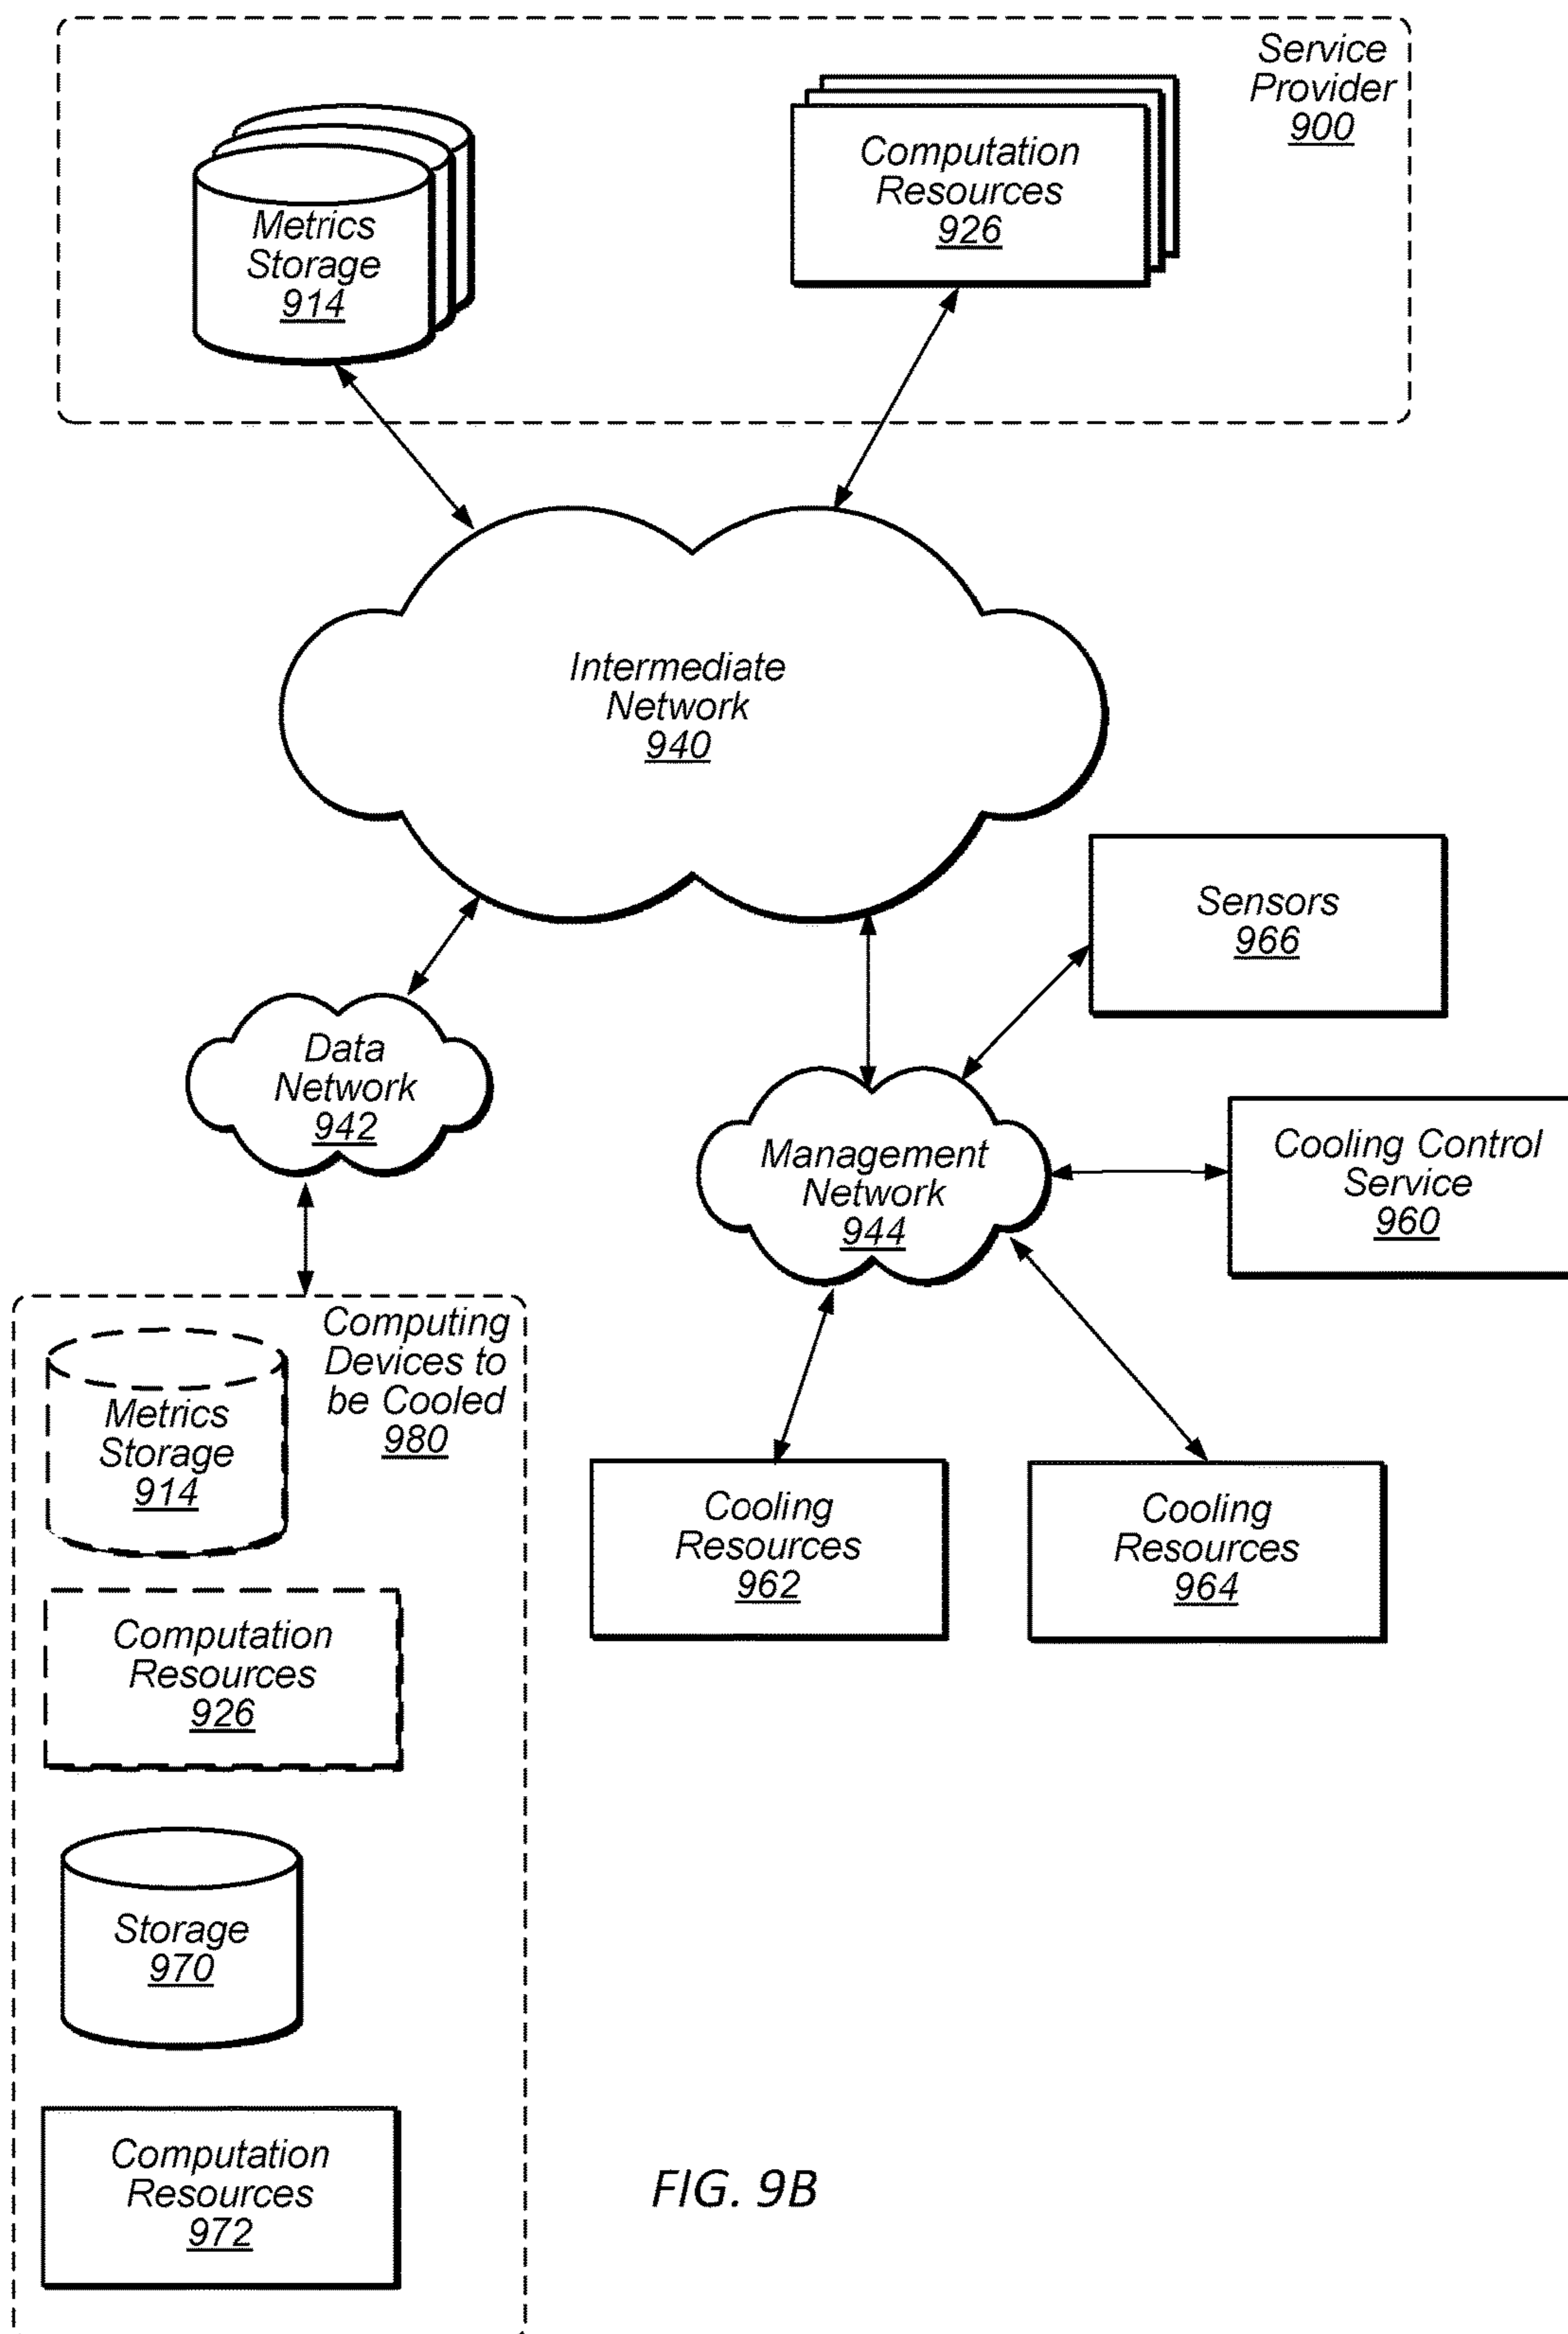 Service
Provider
900
Metrics
Storage
914
Computation
Resources
926
Intermediate
Network
940
Sensors
966
Data
Network
942
Management
Network
944
Cooling Control
Service
960
Computing
Devices to
be Cooled
980
Metrics
Storage
914
Cooling
Resources
962
Cooling
Resources
964
Computation
Resources
926
Storage
970
Computation
Resources
972
FIG. 9B